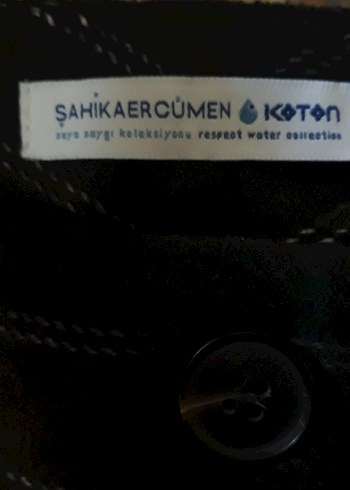 ŞAHİKAERCÜMEN KOTON
suya saygı koleksiyonu respect water collection